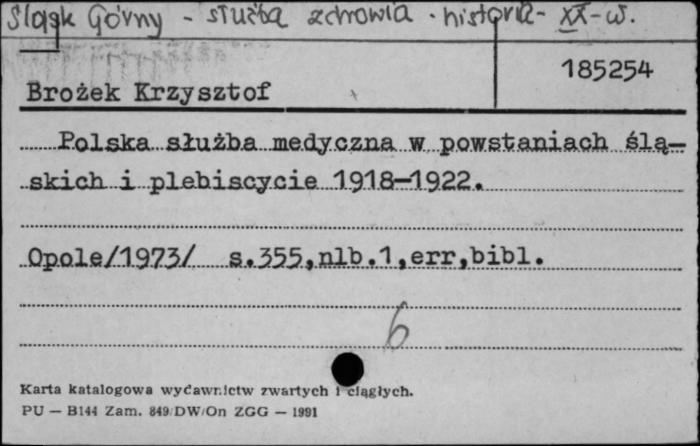 Śląsk Górny - służba zdrowia - historia - XX - w.
185254
Brożek Krzysztof
Polska służba medyczna w powstaniach ślą-
skich i plebiscycie 1918-1922.
Opole/1973/ s.355,nlb.1,err,bibl.
6
Karta katalogowa wydawnictw zwartych i ciągłych.
PU — B144 Zam. 849/DW/On ZGG — 1991